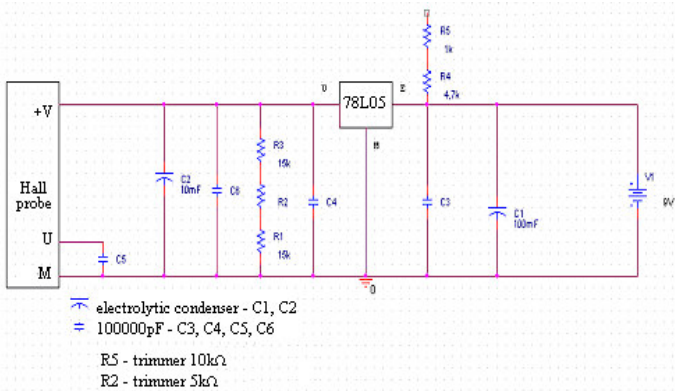 R5
1k
R4
4,7k
U
78L05
E
+V
R3
15k
M
C2
10mF
C6
R2
C4
C3
C1
100mF
V1
9V
Hall
probe
U
R1
15k
C5
M
0
electrolytic condenser - C1, C2
100000pF - C3, C4, C5, C6
R5 - trimmer 10kΩ
R2 - trimmer 5kΩ